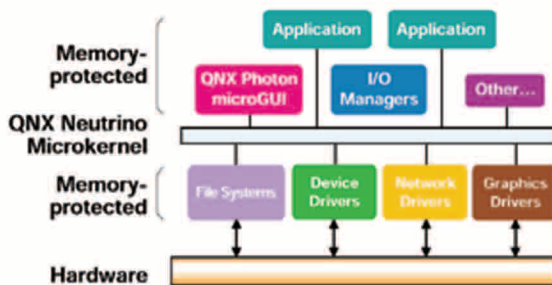 Application
Application
Memory-
protected
QNX Photon
microGUI
I/O
Managers
Other...
QNX Neutrino
Microkernel
Memory-
protected
File Systems
Device
Drivers
Network
Drivers
Graphics
Drivers
Hardware